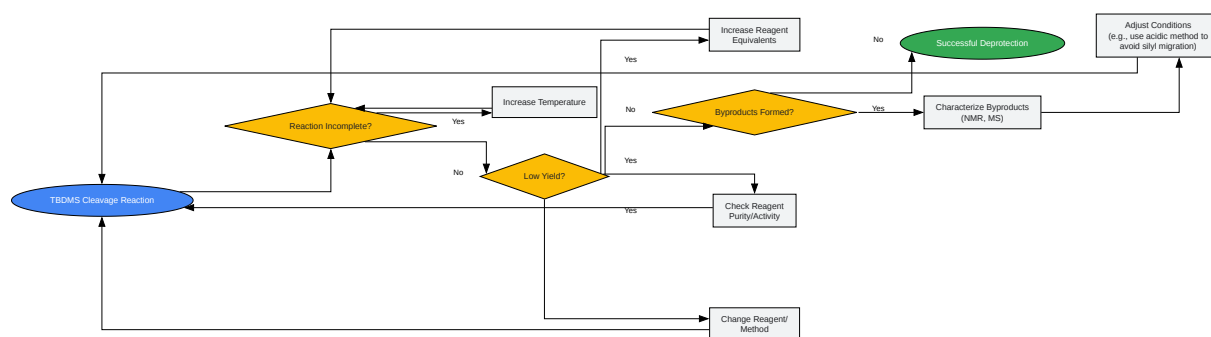 Increase Reagent
Equivalents
No
Successful Deprotection
Adjust Conditions
(e.g., use acidic method to
avoid silyl migration)
Yes
Increase Temperature
Reaction Incomplete?
Yes
No
Byproducts Formed?
Yes
Characterize Byproducts
(NMR, MS)
No
Low Yield?
Yes
TBDMS Cleavage Reaction
Yes
Check Reagent
Purity/Activity
Change Reagent/
Method